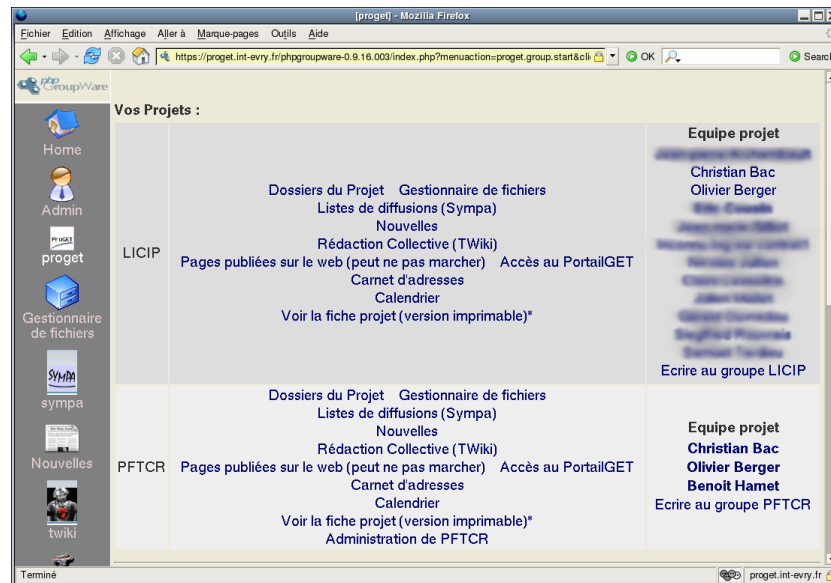 [proget] - Mozilla Firefox
Fichier Edition Affichage Aller à Marque-pages Outils Aide
https://proget.int-evry.fr/phpgroupware-0.9.16.003/index.php?menuaction=proget.group.start&cli OK Search
php GroupWare
Vos Projets :
Home
Admin
ProGET
proget
Gestionnaire
de fichiers
SYMPA
sympa
Nouvelles
twiki
LICIP
Dossiers du Projet Gestionnaire de fichiers
Listes de diffusions (Sympa)
Nouvelles
Rédaction Collective (TWiki)
Pages publiées sur le web (peut ne pas marcher) Accès au PortailGET
Carnet d'adresses
Calendrier
Voir la fiche projet (version imprimable)*
Equipe projet
Christian Bac
Olivier Berger
Ecrire au groupe LICIP
PFTCR
Dossiers du Projet Gestionnaire de fichiers
Listes de diffusions (Sympa)
Nouvelles
Rédaction Collective (TWiki)
Pages publiées sur le web (peut ne pas marcher) Accès au PortailGET
Carnet d'adresses
Calendrier
Voir la fiche projet (version imprimable)*
Administration de PFTCR
Equipe projet
Christian Bac
Olivier Berger
Benoit Hamet
Ecrire au groupe PFTCR
Terminé
proget.int-evry.fr